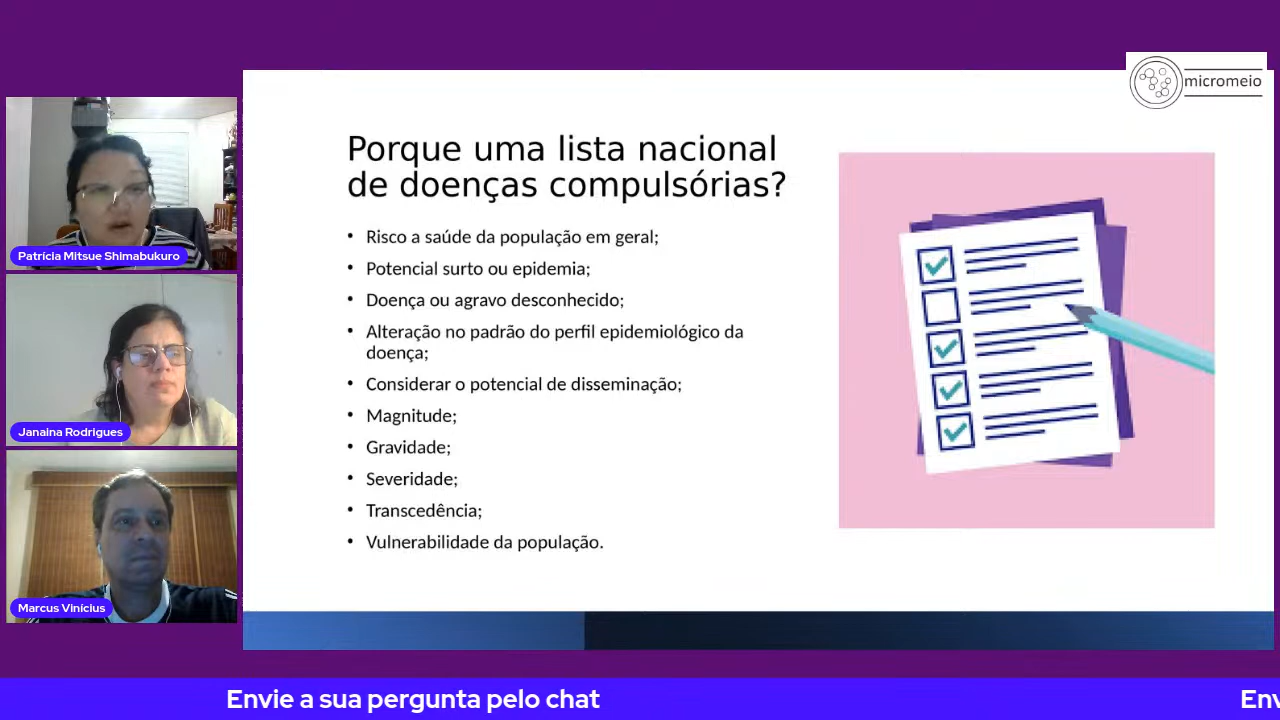 micromeio
Porque uma lista nacional
de doenças compulsórias?
• Risco a saúde da população em geral;
• Potencial surto ou epidemia;
• Doença ou agravo desconhecido;
• Alteração no padrão do perfil epidemiológico da
doença;
• Considerar o potencial de disseminação;
• Magnitude;
• Gravidade;
• Severidade;
• Transcedência;
• Vulnerabilidade da população.
Patrícia Mitsue Shimabukuro
Janaina Rodrigues
Marcus Vinícius
Envie a sua pergunta pelo chat
Env